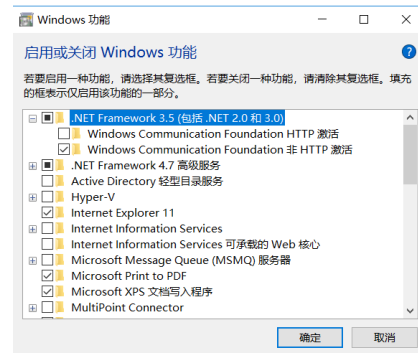 Windows 功能
启用或关闭 Windows 功能
若要启用一种功能，请选择其复选框。若要关闭一种功能，请清除其复选框。填充
的框表示仅启用该功能的一部分。
.NET Framework 3.5 (包括 .NET 2.0 和 3.0)
Windows Communication Foundation HTTP 激活
Windows Communication Foundation 非 HTTP 激活
.NET Framework 4.7 高级服务
Active Directory 轻型目录服务
Hyper-V
Internet Explorer 11
Internet Information Services
Internet Information Services 可承载的 Web 核心
Microsoft Message Queue (MSMQ) 服务器
Microsoft Print to PDF
Microsoft XPS 文档写入程序
MultiPoint Connector
确定 取消